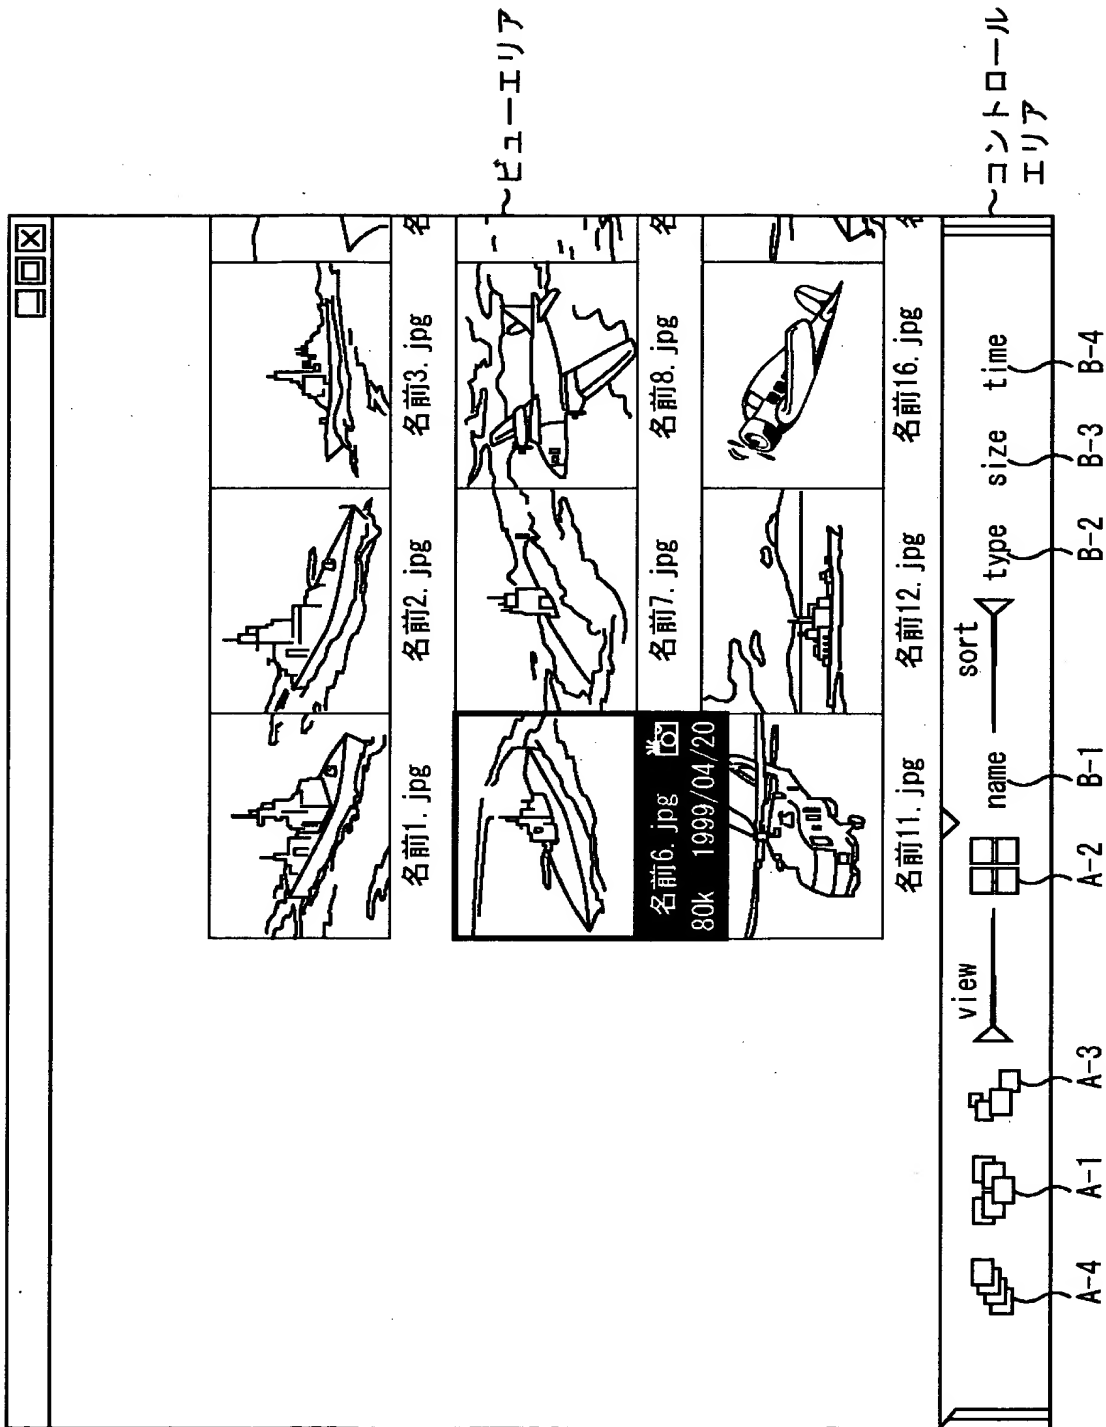 名前1.jpg 名前2.jpg 名前3.jpg 名
名前6.jpg
80k 1999/04/20
名前7.jpg 名前8.jpg 名
ビューエリア
名前11.jpg 名前12.jpg 名前16.jpg 名
view sort
name type size time
コントロール
エリア
A-4 A-1 A-3 A-2 B-1 B-2 B-3 B-4